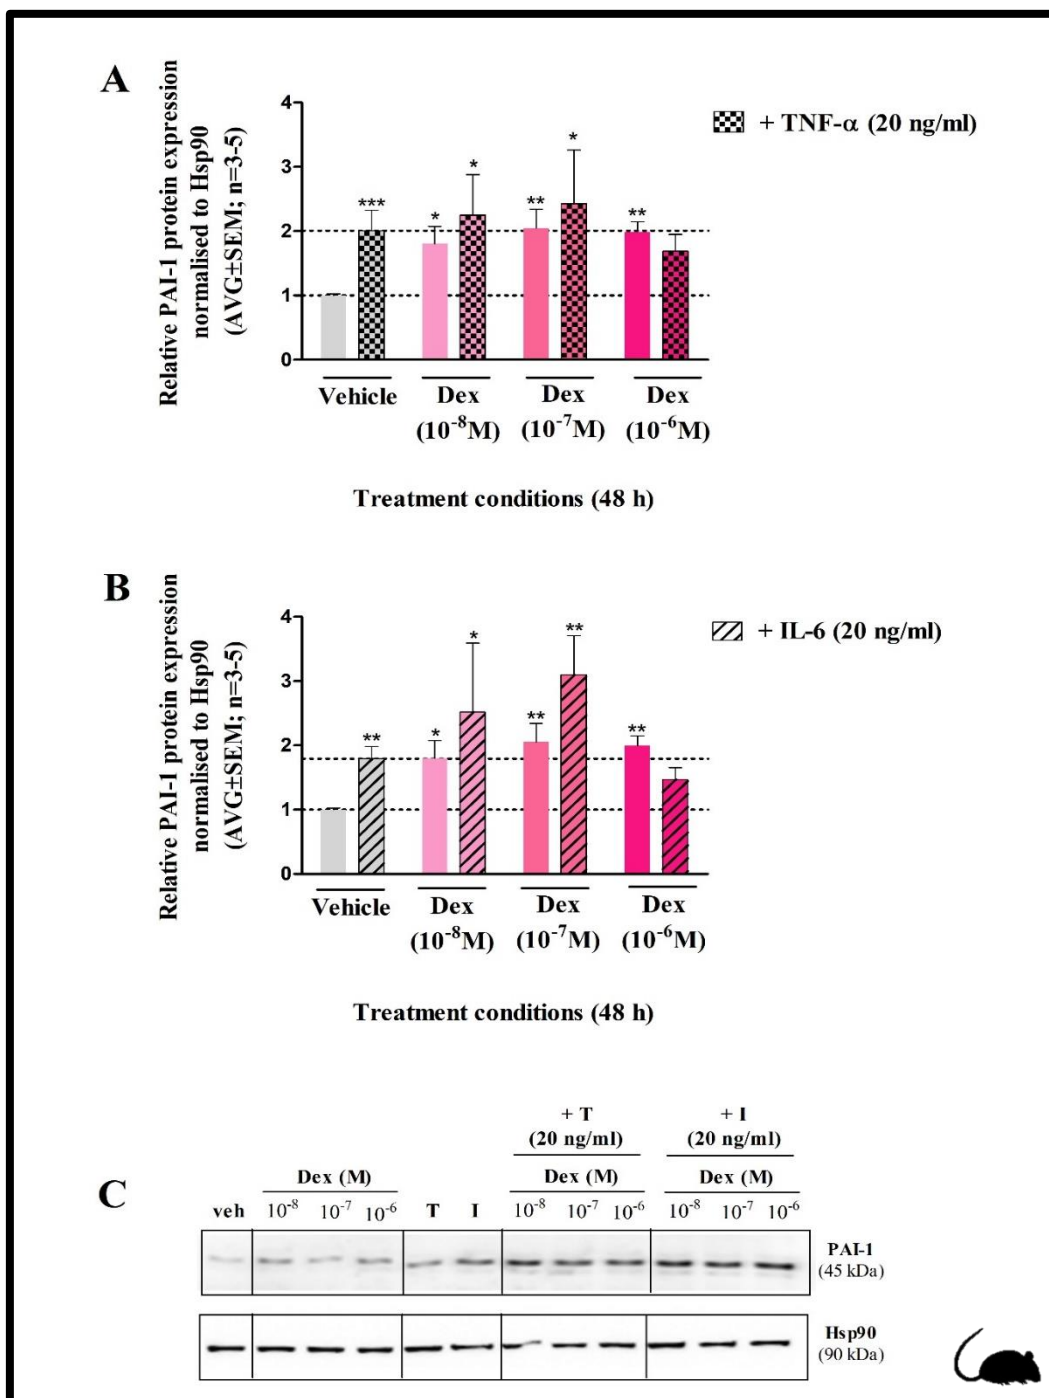 A
Relative PAI-1 protein expression
normalised to Hsp90
(AVG±SEM; n=3-5)
4
3
2
1
0
***
*
*
**
*
**
+ TNF-α (20 ng/ml)
Vehicle
Dex
(10⁻⁸M)
Dex
(10⁻⁷M)
Dex
(10⁻⁶M)
Treatment conditions (48 h)
B
Relative PAI-1 protein expression
normalised to Hsp90
(AVG±SEM; n=3-5)
4
3
2
1
0
**
*
*
**
**
**
+ IL-6 (20 ng/ml)
Vehicle
Dex
(10⁻⁸M)
Dex
(10⁻⁷M)
Dex
(10⁻⁶M)
Treatment conditions (48 h)
C
+ T
(20 ng/ml)
+ I
(20 ng/ml)
Dex (M)
Dex (M)
Dex (M)
veh 10⁻⁸ 10⁻⁷ 10⁻⁶ T I 10⁻⁸ 10⁻⁷ 10⁻⁶ 10⁻⁸ 10⁻⁷ 10⁻⁶
PAI-1
(45 kDa)
Hsp90
(90 kDa)